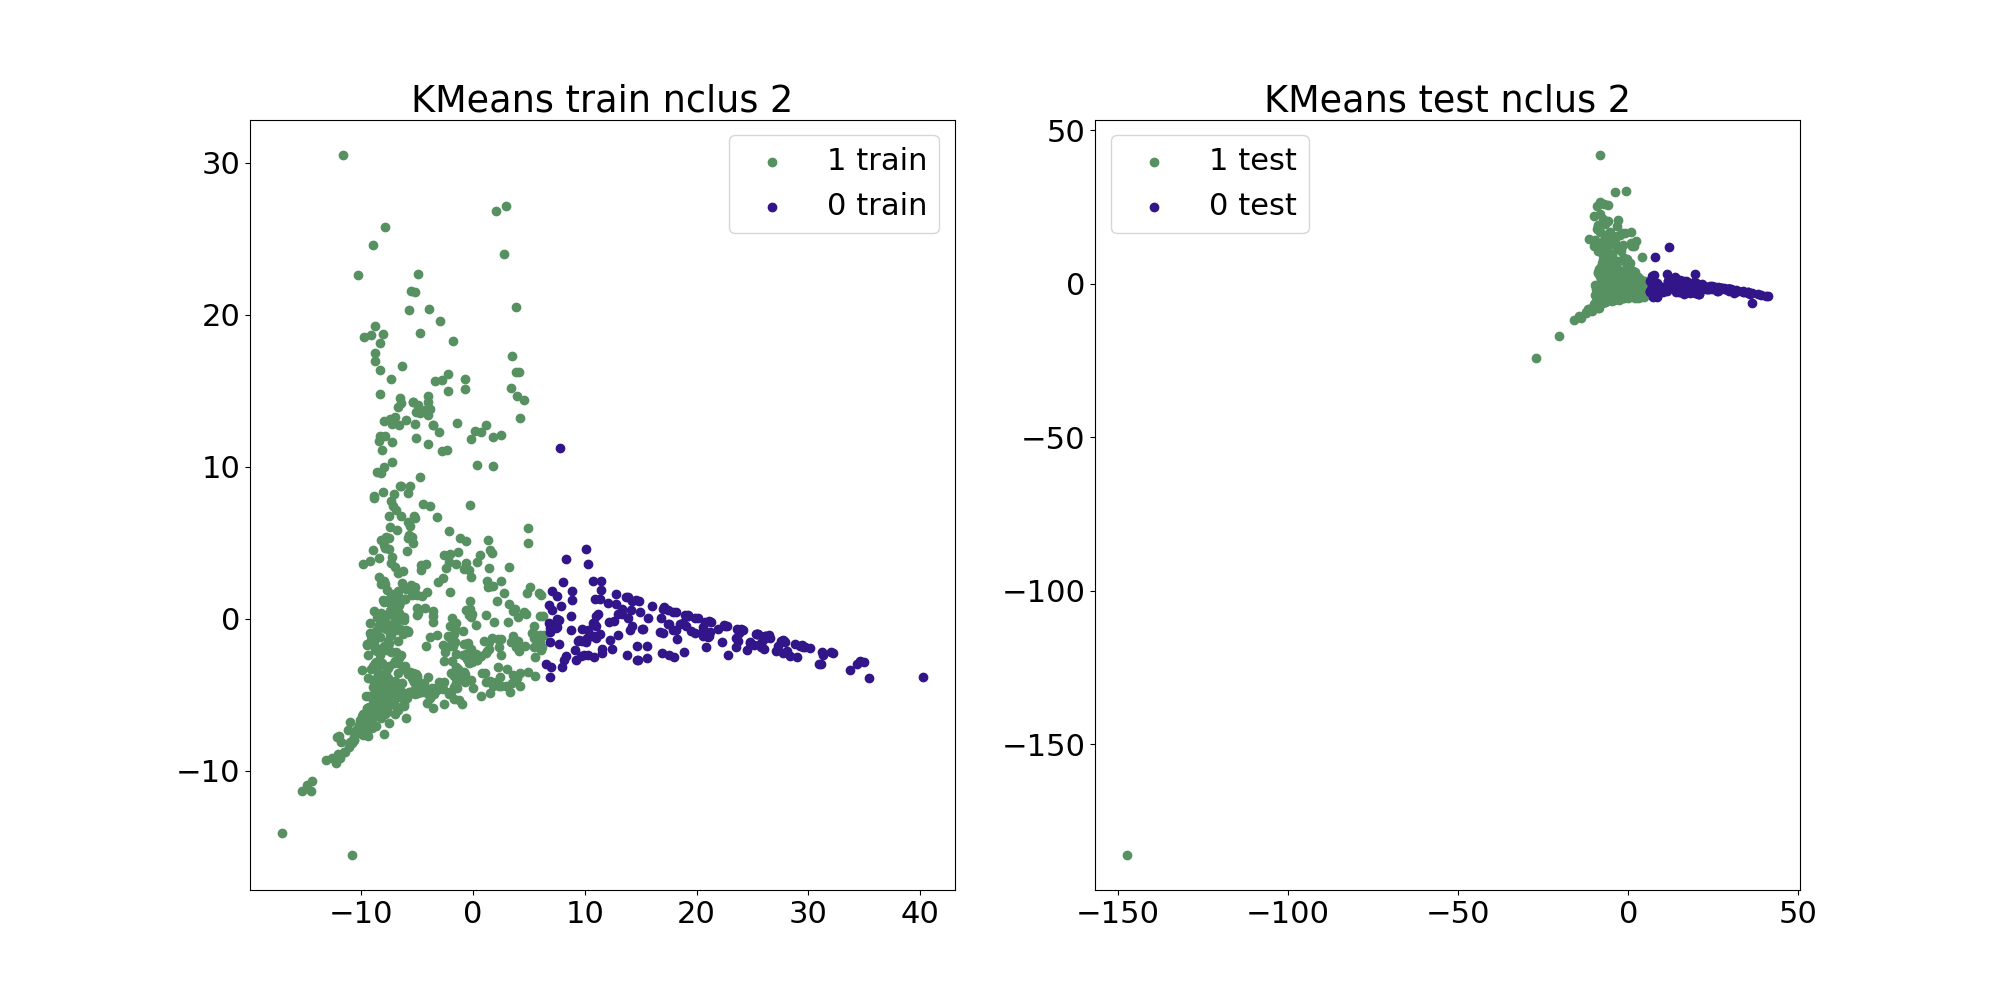 KMeans train nclus 2
30
20
10
0
−10
−10 0 10 20 30 40
1 train
0 train
KMeans test nclus 2
50
0
−50
−100
−150
−150 −100 −50 0 50
1 test
0 test